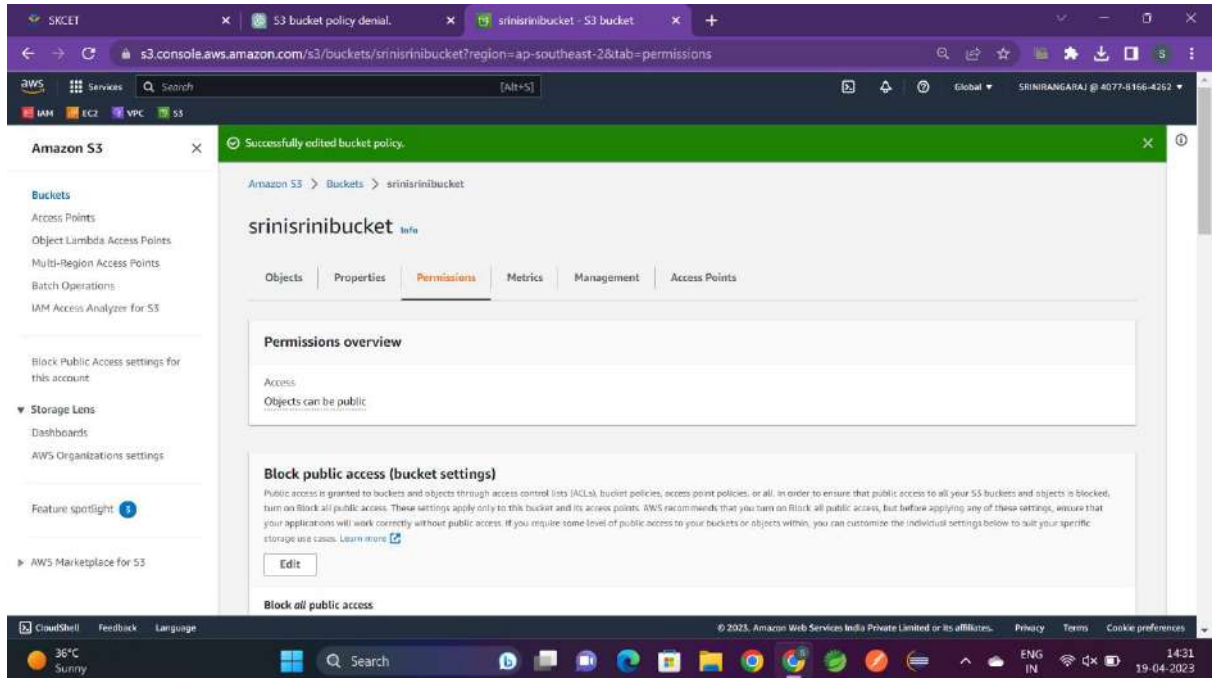 SKCET
S3 bucket policy denial.
srinisrinibucket - S3 bucket
s3.console.aws.amazon.com/s3/buckets/srinisrinibucket?region=ap-southeast-2&tab=permissions
S
aws
Services
Search
[Alt+S]
Global
SRINIRANGARAJ @ 4077-8166-4262
IAM
EC2
VPC
S3
Amazon S3
Successfully edited bucket policy.
Buckets
Access Points
Object Lambda Access Points
Multi-Region Access Points
Batch Operations
IAM Access Analyzer for S3
Block Public Access settings for
this account
Storage Lens
Dashboards
AWS Organizations settings
Feature spotlight 3
AWS Marketplace for S3
Amazon S3 > Buckets > srinisrinibucket
srinisrinibucket Info
Objects
Properties
Permissions
Metrics
Management
Access Points
Permissions overview
Access
Objects can be public
Block public access (bucket settings)
Public access is granted to buckets and objects through access control lists (ACLs), bucket policies, access point policies, or all. In order to ensure that public access to all your S3 buckets and objects is blocked,
turn on Block all public access. These settings apply only to this bucket and its access points. AWS recommends that you turn on Block all public access, but before applying any of these settings, ensure that
your applications will work correctly without public access. If you require some level of public access to your buckets or objects within, you can customize the individual settings below to suit your specific
storage use cases. Learn more
Edit
Block all public access
CloudShell
Feedback
Language
© 2023, Amazon Web Services India Private Limited or its affiliates.
Privacy
Terms
Cookie preferences
36°C
Sunny
Search
ENG
IN
14:31
19-04-2023